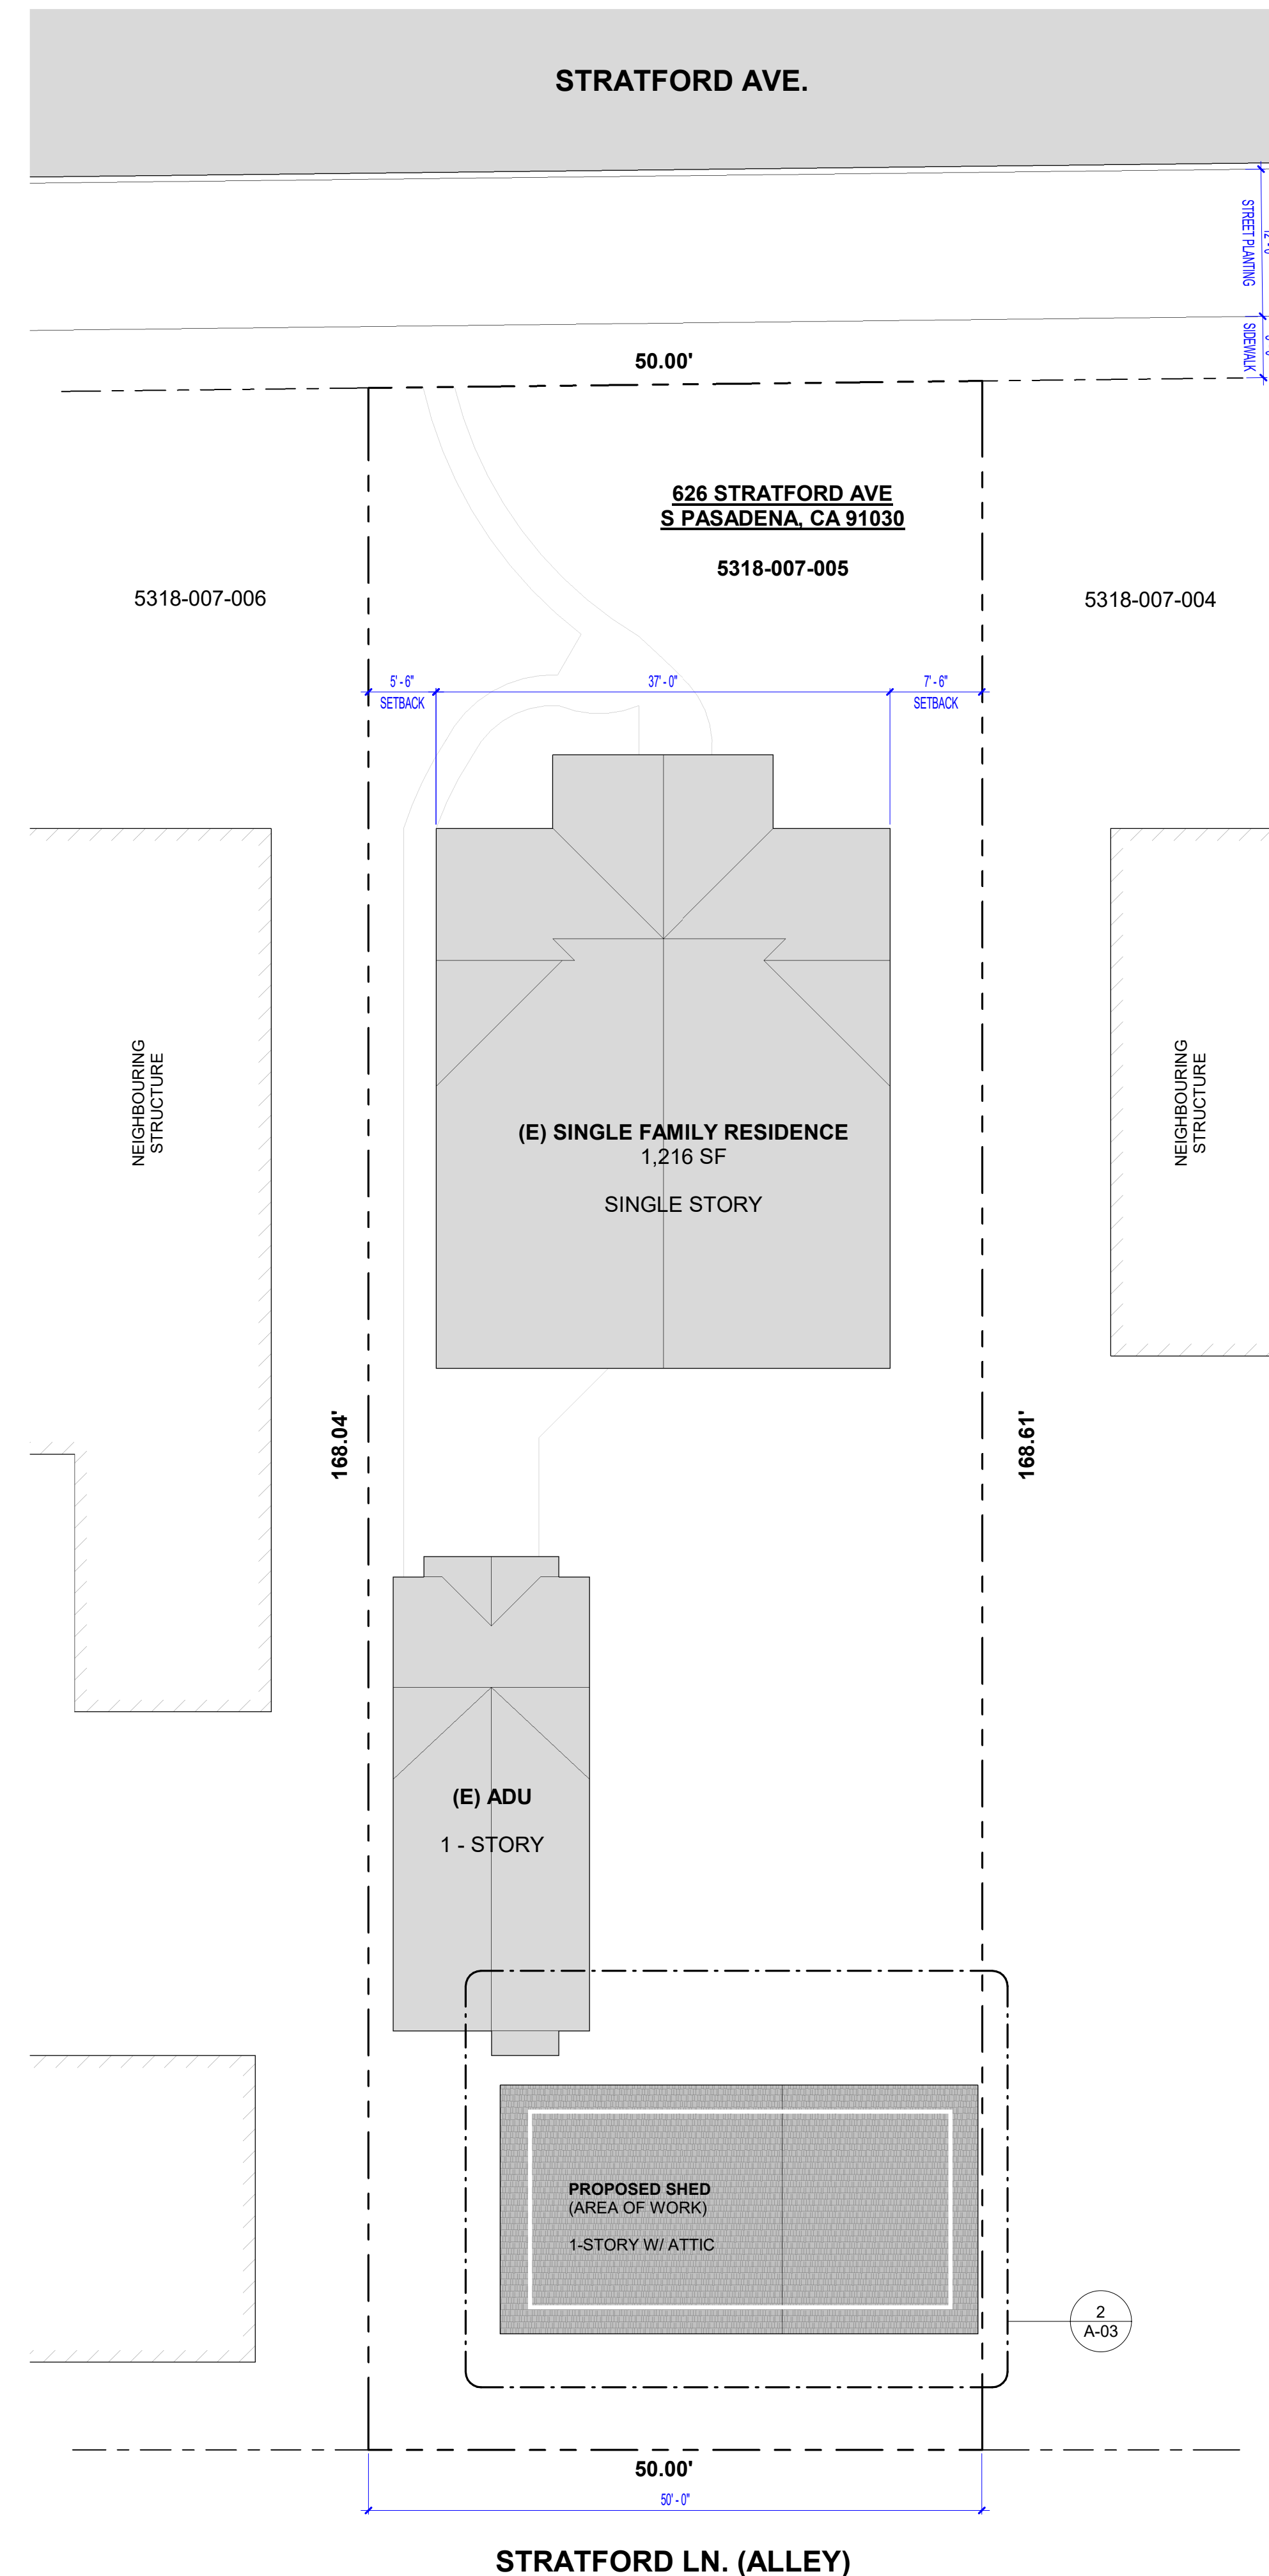 STRATFORD AVE.
STREET PLANTING
SIDEWALK
50.00'
626 STRATFORD AVE
S PASADENA, CA 91030
5318-007-005
5318-007-006
5318-007-004
5' - 6"
37' - 0"
7' - 6"
SETBACK
SETBACK
NEIGHBOURING
STRUCTURE
NEIGHBOURING
STRUCTURE
(E) SINGLE FAMILY RESIDENCE
1,216 SF
SINGLE STORY
168.04'
168.61'
(E) ADU
1 - STORY
PROPOSED SHED
(AREA OF WORK)
1-STORY W/ ATTIC
2
A-03
50.00'
50' - 0"
STRATFORD LN. (ALLEY)